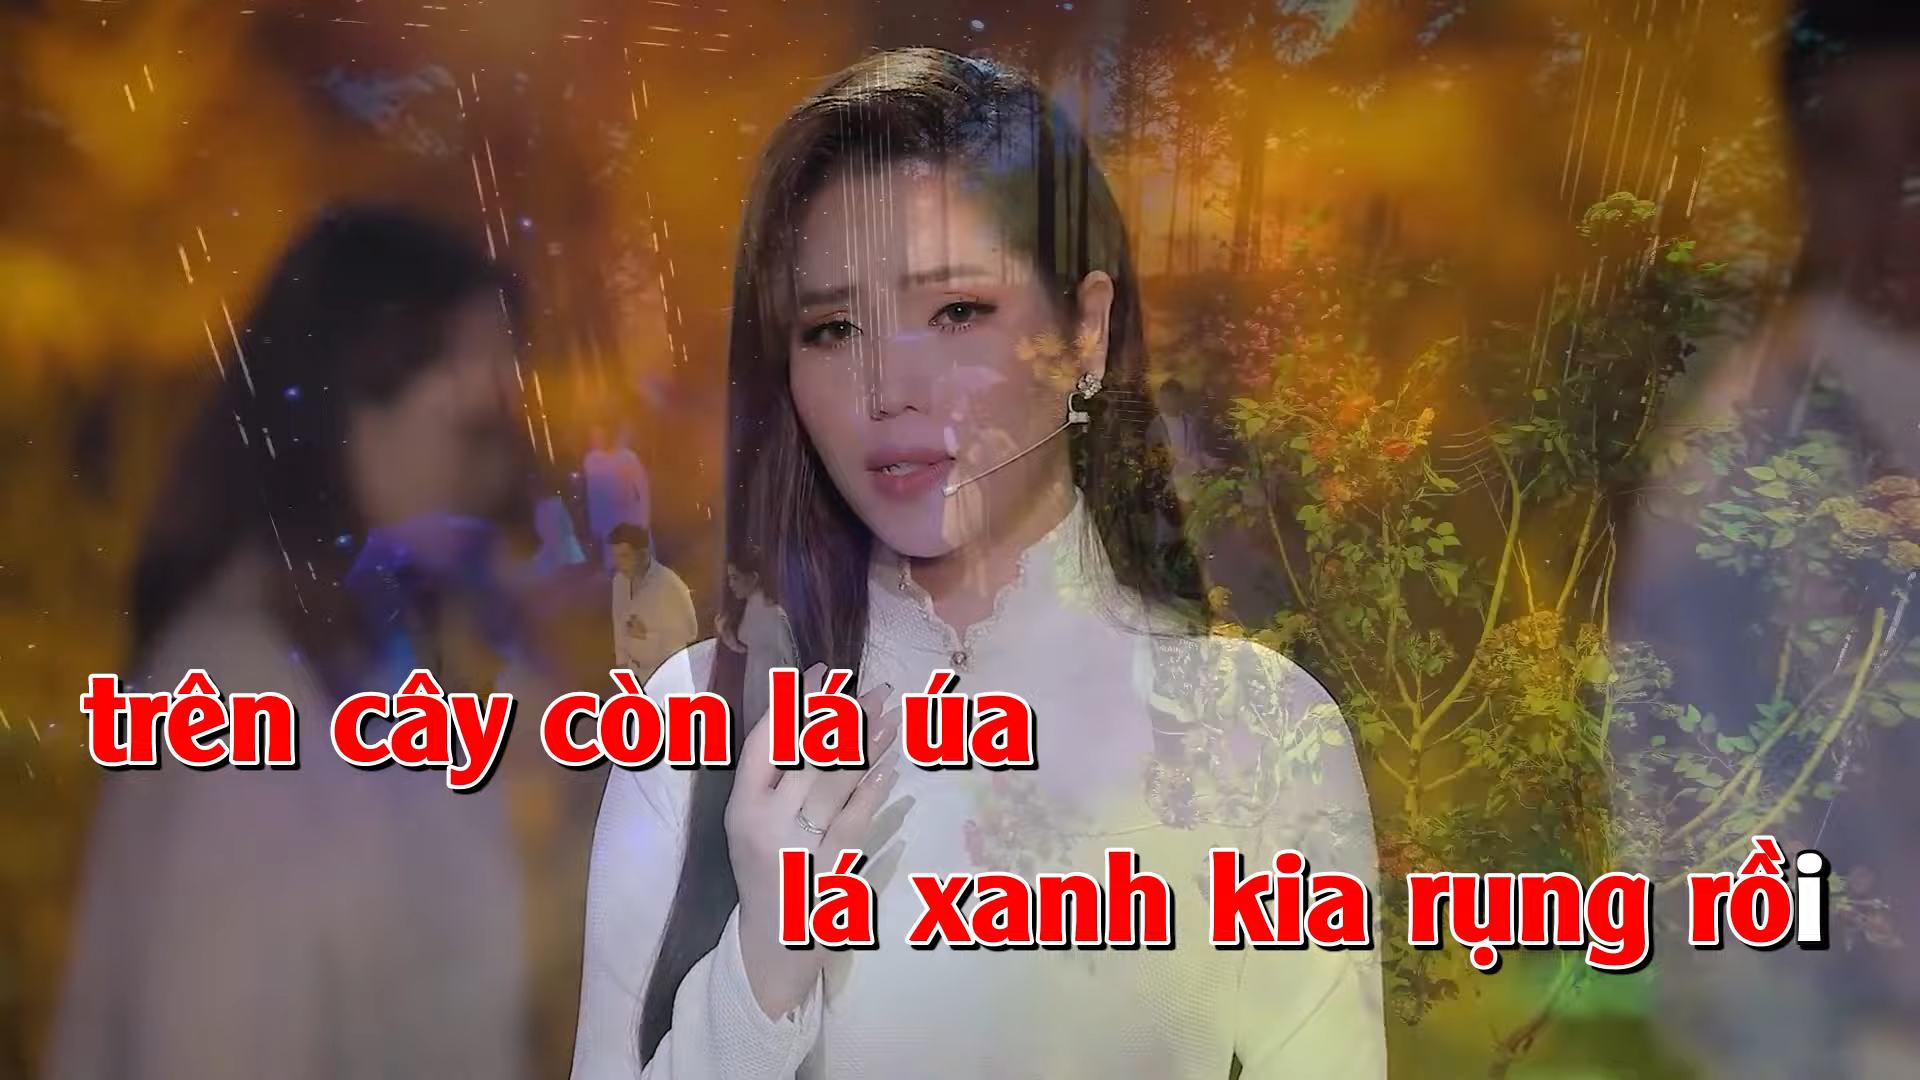 trên cây còn lá úa
lá xanh kia rụng rồi